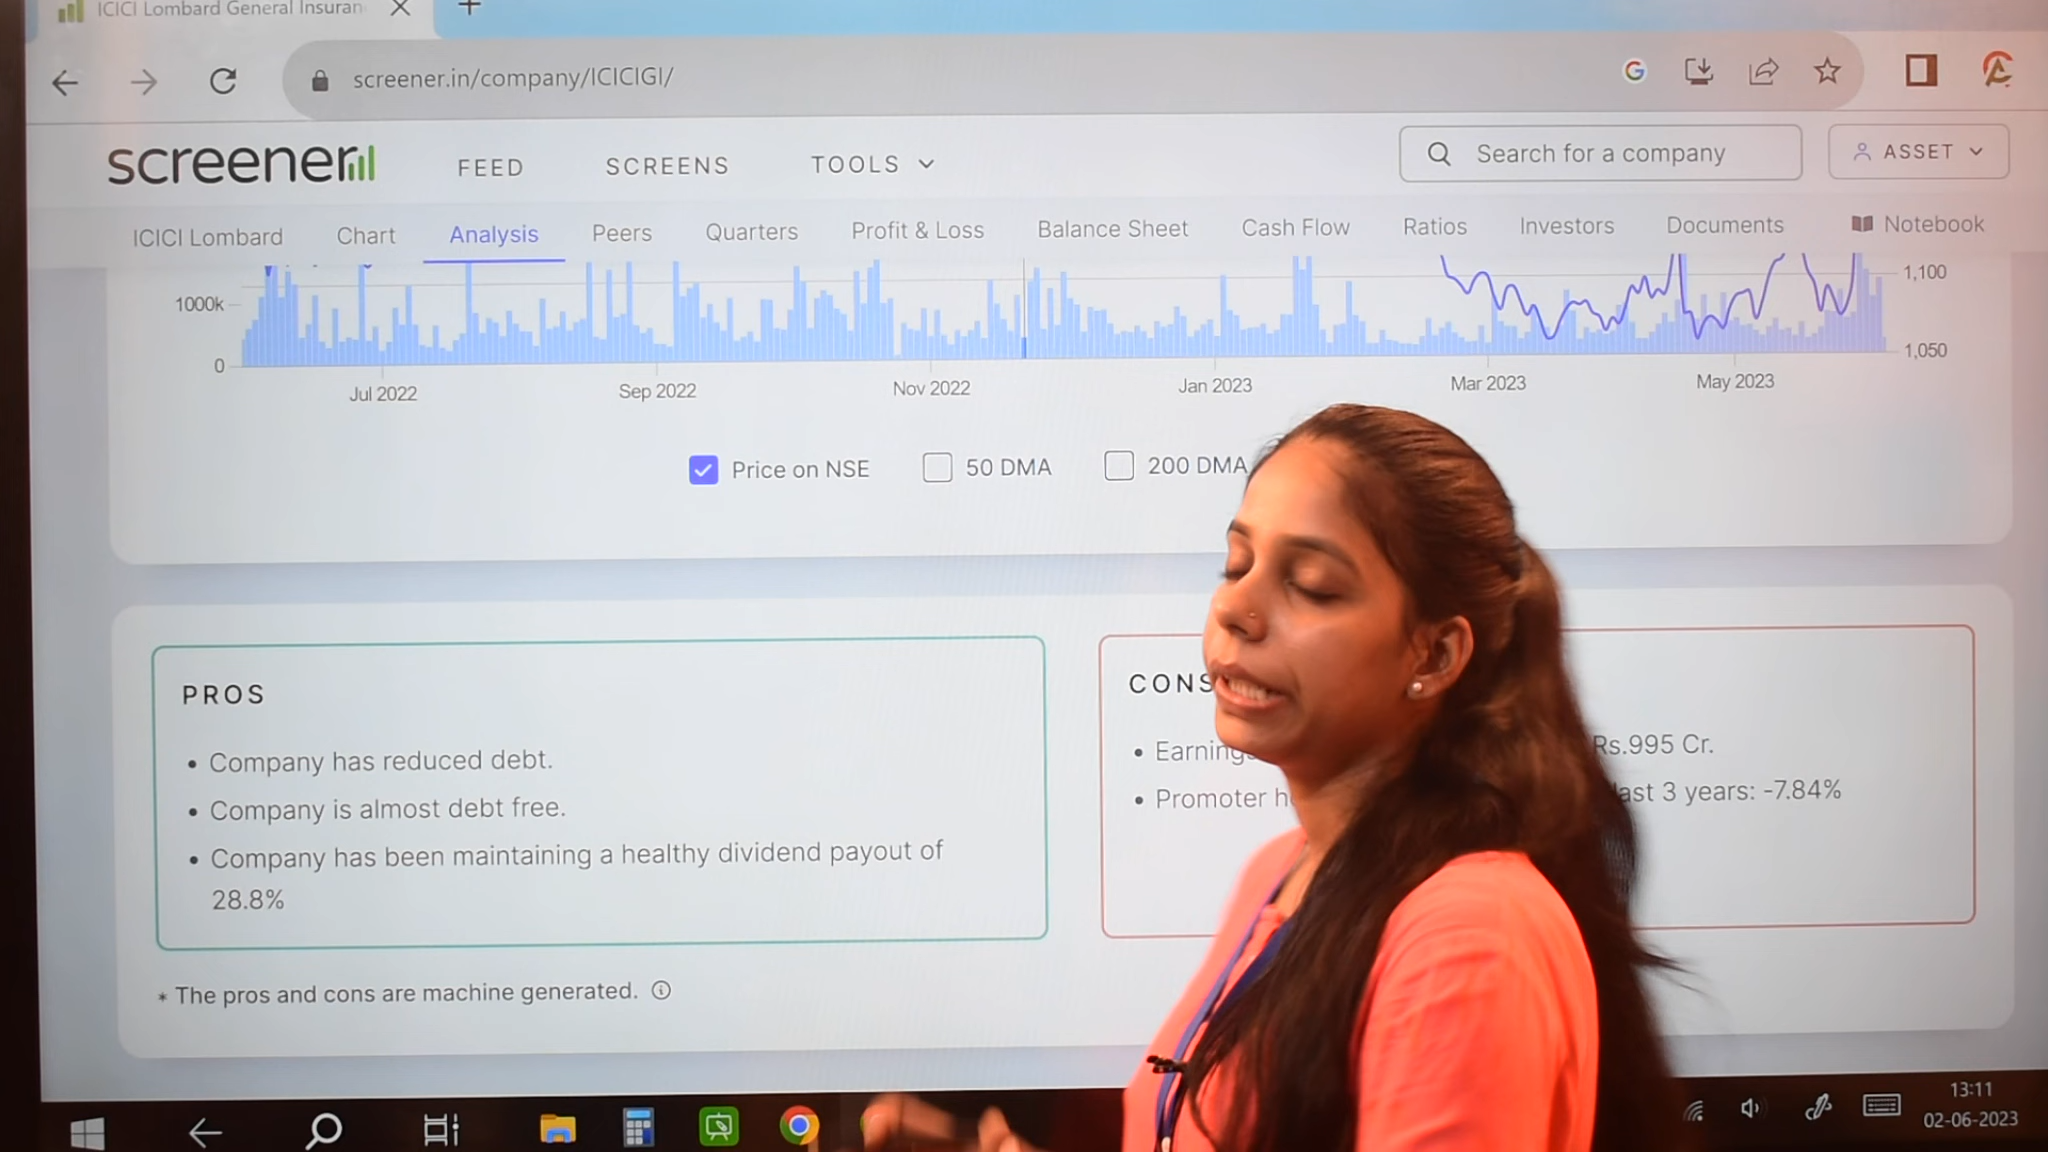 ICICI Lombard General Insuran
screener.in/company/ICICIGI/
screener FEED SCREENS TOOLS Search for a company ASSET
ICICI Lombard Chart Analysis Peers Quarters Profit & Loss Balance Sheet Cash Flow Ratios Investors Documents Notebook
1000k 1,100
0 1,050
Jul 2022 Sep 2022 Nov 2022 Jan 2023 Mar 2023 May 2023
Price on NSE 50 DMA 200 DMA
PROS
• Company has reduced debt.
• Company is almost debt free.
• Company has been maintaining a healthy dividend payout of
28.8%
CONS
• Rs.995 Cr.
• Promoter last 3 years: -7.84%
* The pros and cons are machine generated.
13:11
02-06-2023